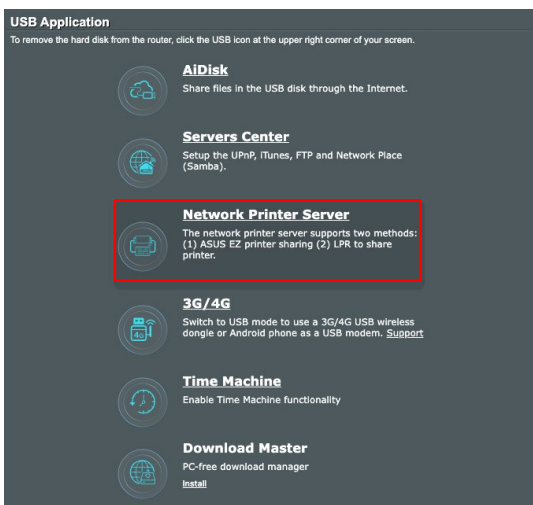 USB Application
To remove the hard disk from the router, click the USB icon at the upper right corner of your screen.
AiDisk
Share files in the USB disk through the Internet.
Servers Center
Setup the UPnP, iTunes, FTP and Network Place
(Samba).
Network Printer Server
The network printer server supports two methods:
(1) ASUS EZ printer sharing (2) LPR to share
printer.
4G
3G/4G
Switch to USB mode to use a 3G/4G USB wireless
dongle or Android phone as a USB modem. Support
Time Machine
Enable Time Machine functionality
Download Master
PC-free download manager
Install